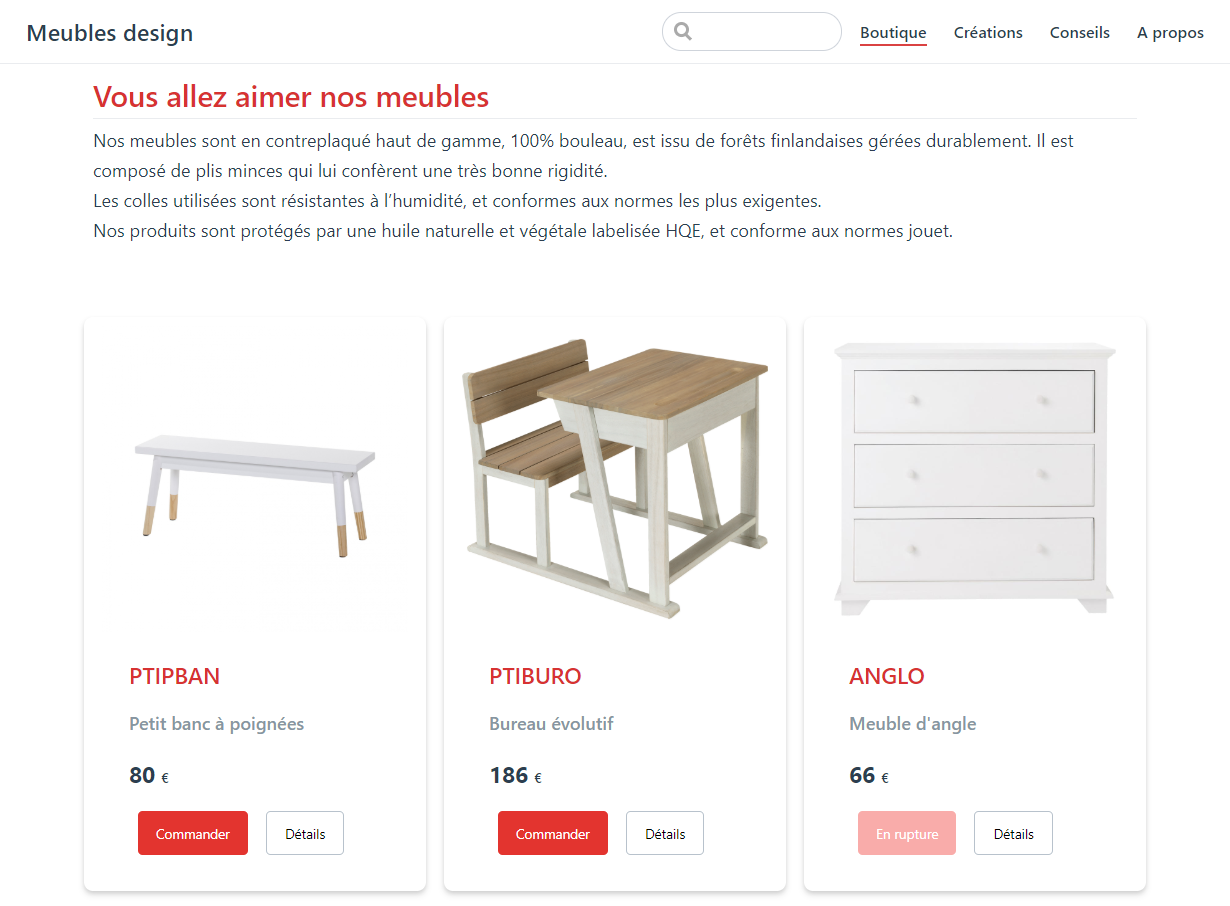 Meubles design
Boutique Créations Conseils A propos
Vous allez aimer nos meubles
Nos meubles sont en contreplaqué haut de gamme, 100% bouleau, est issu de forêts finlandaises gérées durablement. Il est
composé de plis minces qui lui confèrent une très bonne rigidité.
Les colles utilisées sont résistantes à l’humidité, et conformes aux normes les plus exigentes.
Nos produits sont protégés par une huile naturelle et végétale labelisée HQE, et conforme aux normes jouet.
PTIPBAN
Petit banc à poignées
80 €
Commander Détails
PTIBURO
Bureau évolutif
186 €
Commander Détails
ANGLO
Meuble d'angle
66 €
En rupture Détails